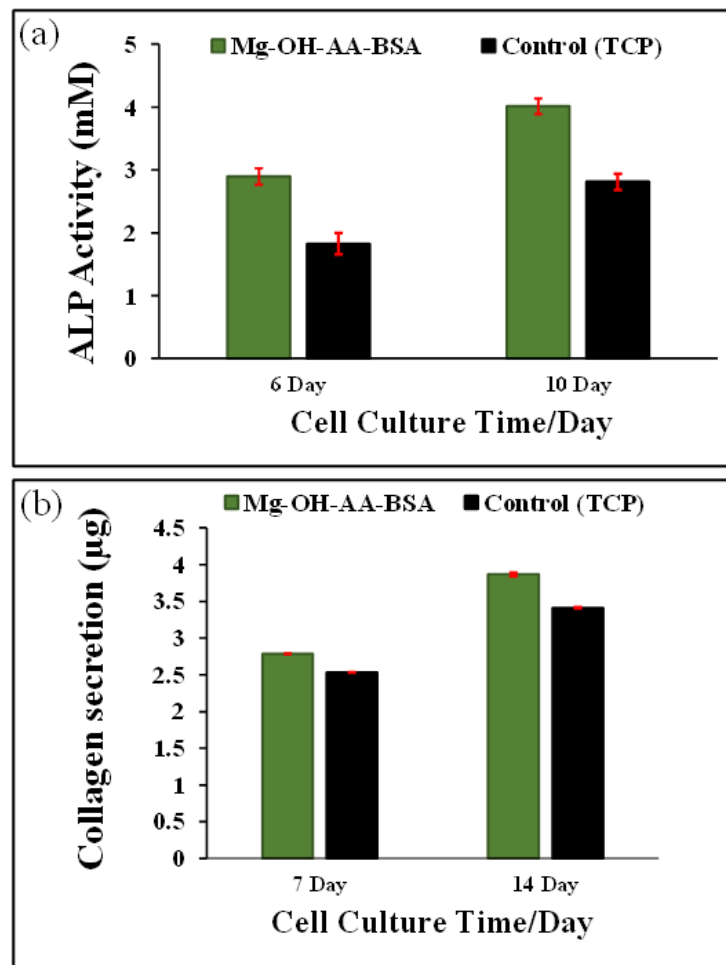 (a)
Mg-OH-AA-BSA Control (TCP)
ALP Activity (mM)
5
4
3
2
1
0
6 Day 10 Day
Cell Culture Time/Day
(b)
Mg-OH-AA-BSA Control (TCP)
Collagen secretion (µg)
4.5
4
3.5
3
2.5
2
1.5
1
0.5
0
7 Day 14 Day
Cell Culture Time/Day